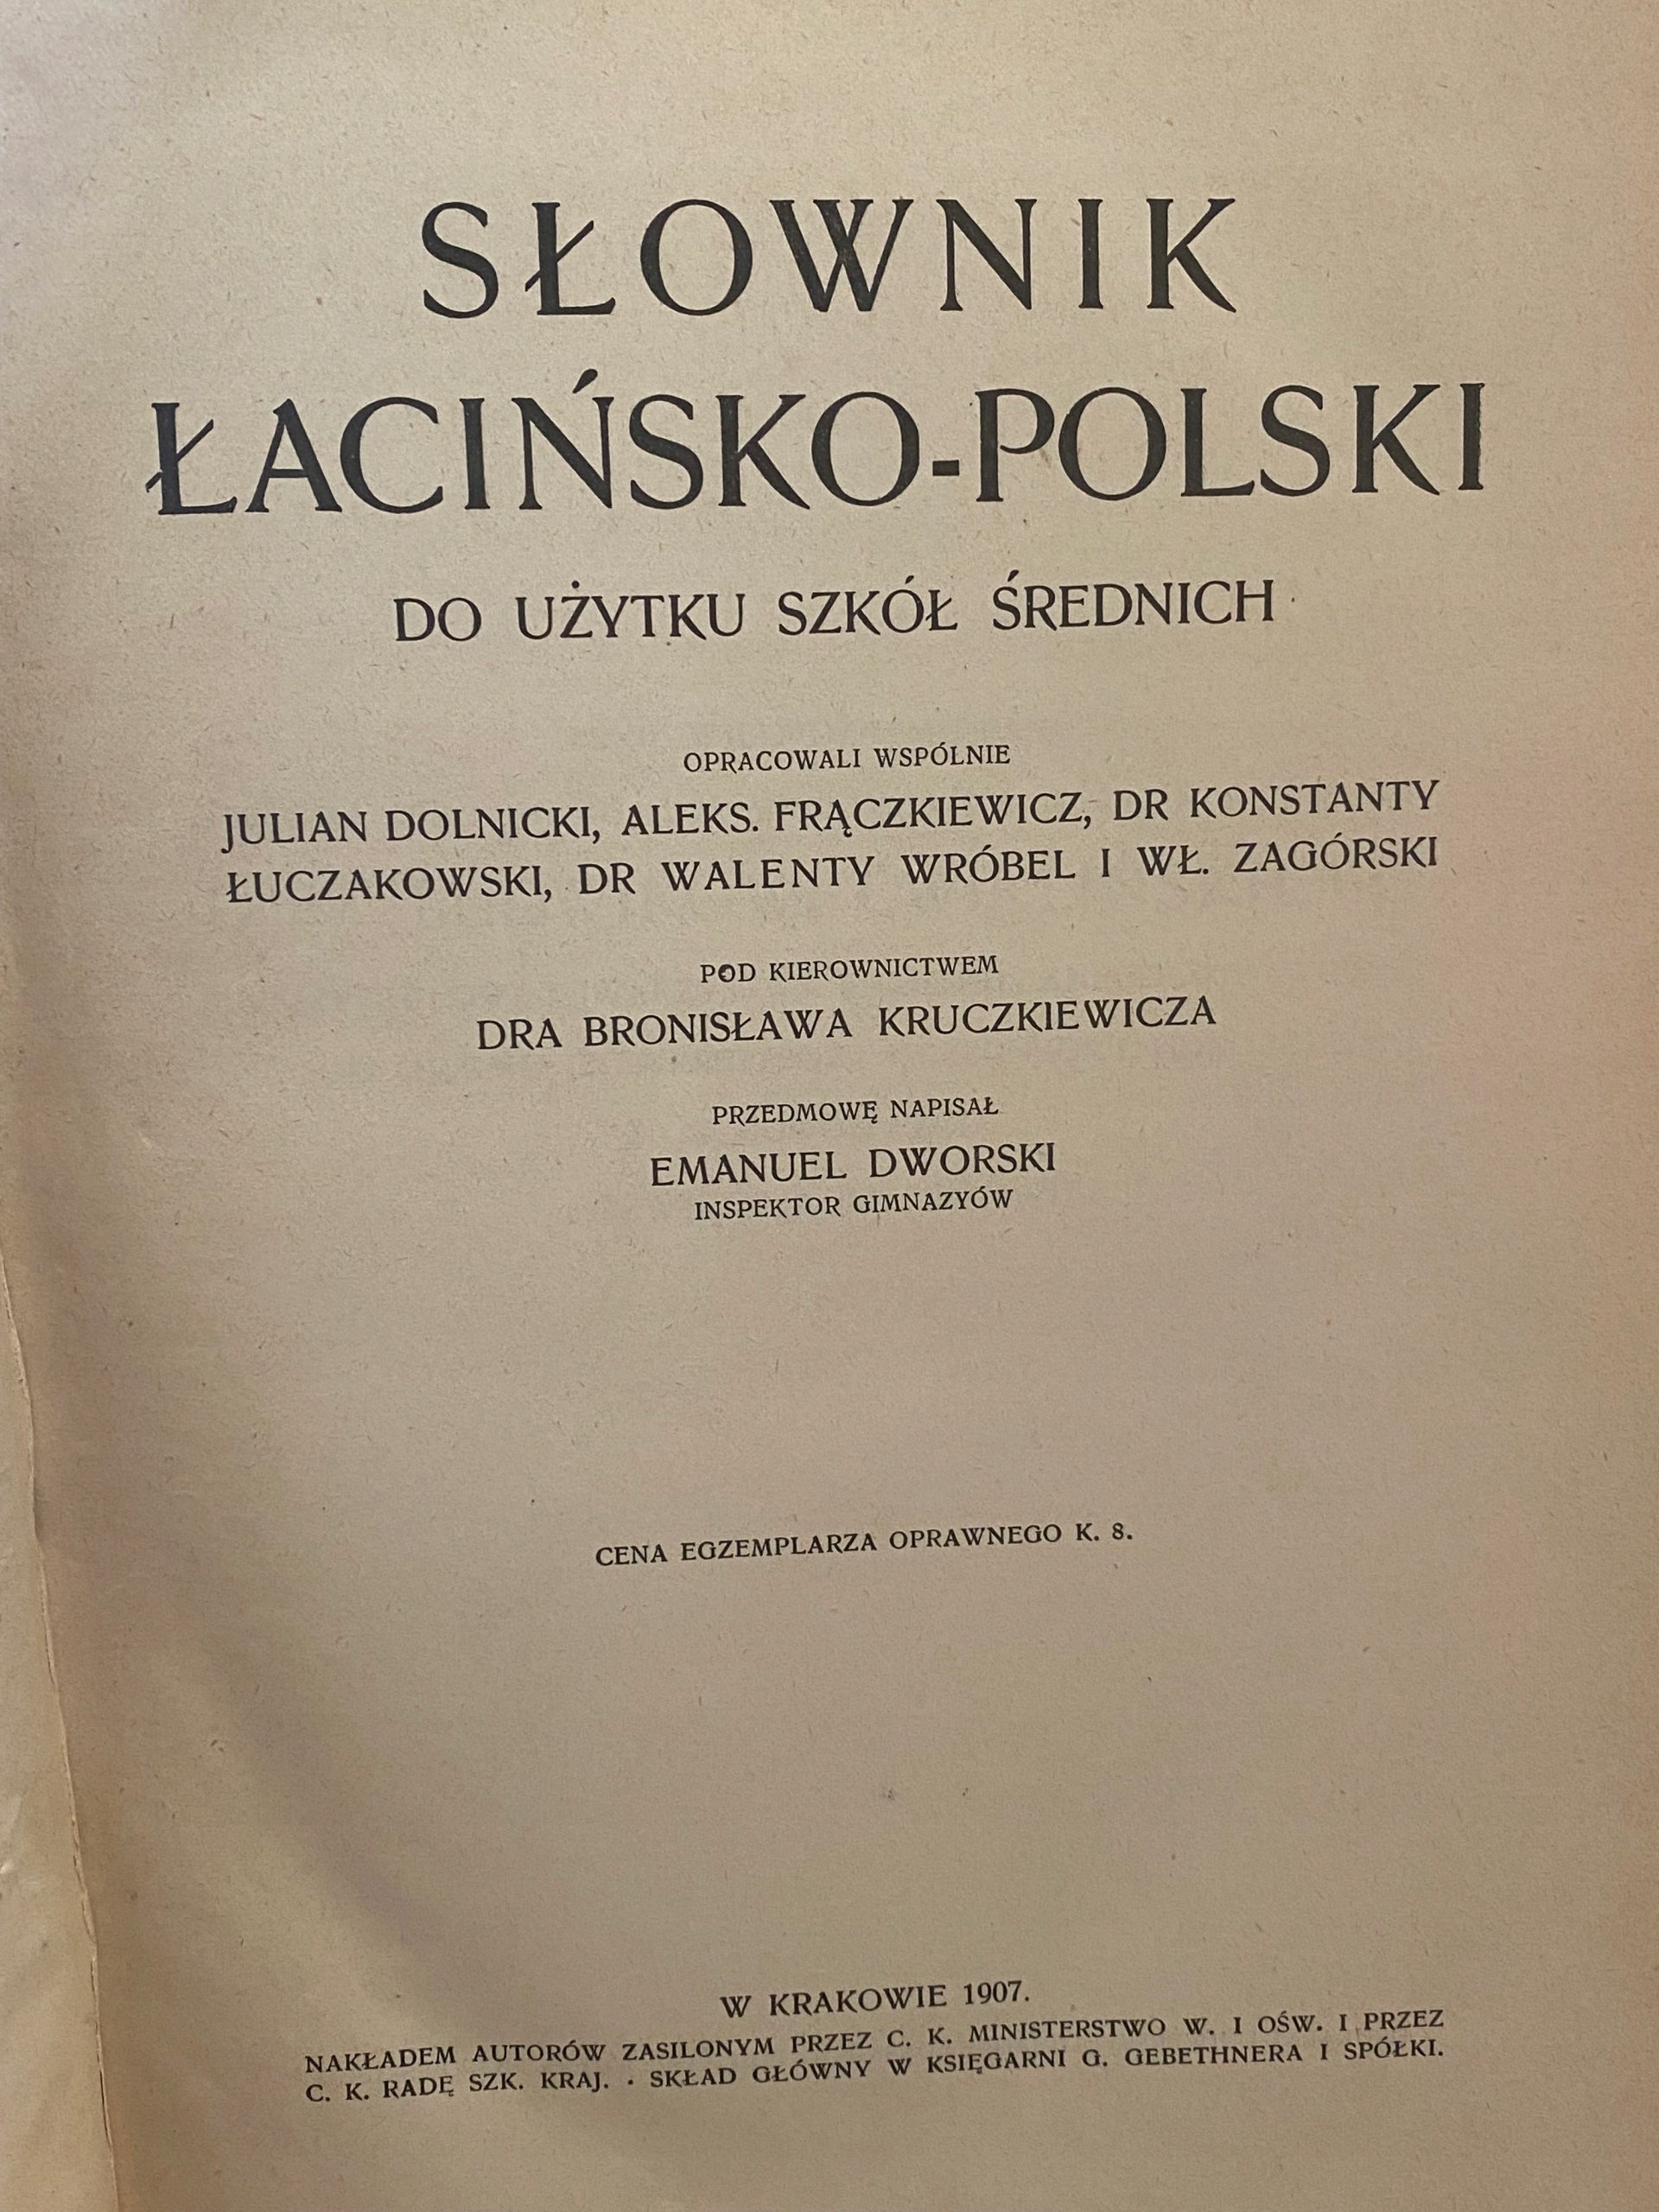 SŁOWNIK
ŁACIŃSKO-POLSKI
DO UŻYTKU SZKÓŁ ŚREDNICH
OPRACOWALI WSPÓLNIE
JULIAN DOLNICKI, ALEKS. FRĄCZKIEWICZ, DR KONSTANTY
ŁUCZAKOWSKI, DR WALENTY WRÓBEL I WŁ. ZAGÓRSKI
POD KIEROWNICTWEM
DRA BRONISŁAWA KRUCZKIEWICZA
PRZEDMOWĘ NAPISAŁ
EMANUEL DWORSKI
INSPEKTOR GIMNAZYÓW
CENA EGZEMPLARZA OPRAWNEGO K. 8.
W KRAKOWIE 1907.
NAKŁADEM AUTORÓW ZASILONYM PRZEZ C. K. MINISTERSTWO W. I OŚW. I PRZEZ
C. K. RADĘ SZK. KRAJ. · SKŁAD GŁÓWNY W KSIĘGARNI G. GEBETHNERA I SPÓŁKI.